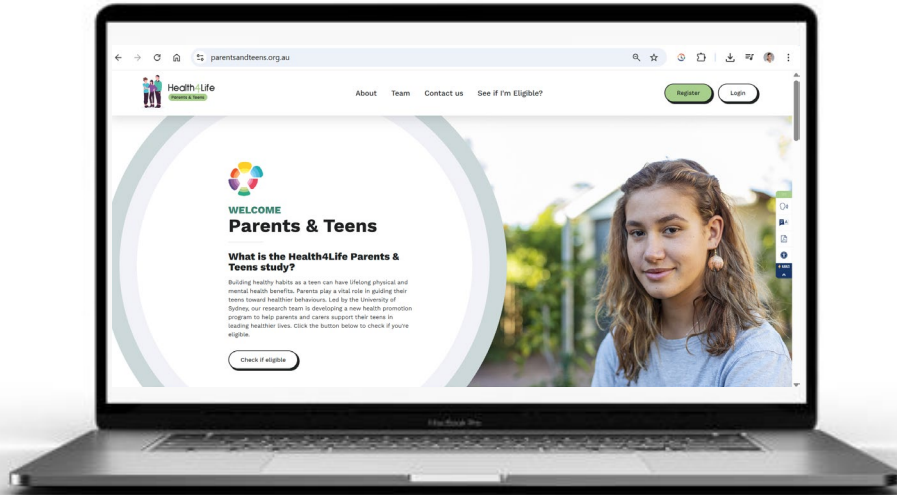 parentsandteens.org.au
Health4Life
Parents & Teens
About Team Contact us See if I'm Eligible?
Register Login
WELCOME
Parents & Teens
What is the Health4Life Parents &
Teens study?
Building healthy habits as a teen can have lifelong physical and
mental health benefits. Parents play a vital role in guiding their
teens toward healthier behaviours. Led by the University of
Sydney, our research team is developing a new health promotion
program to help parents and carers support their teens in
leading healthier lives. Click the button below to check if you're
eligible.
Check if eligible
MacBook Pro